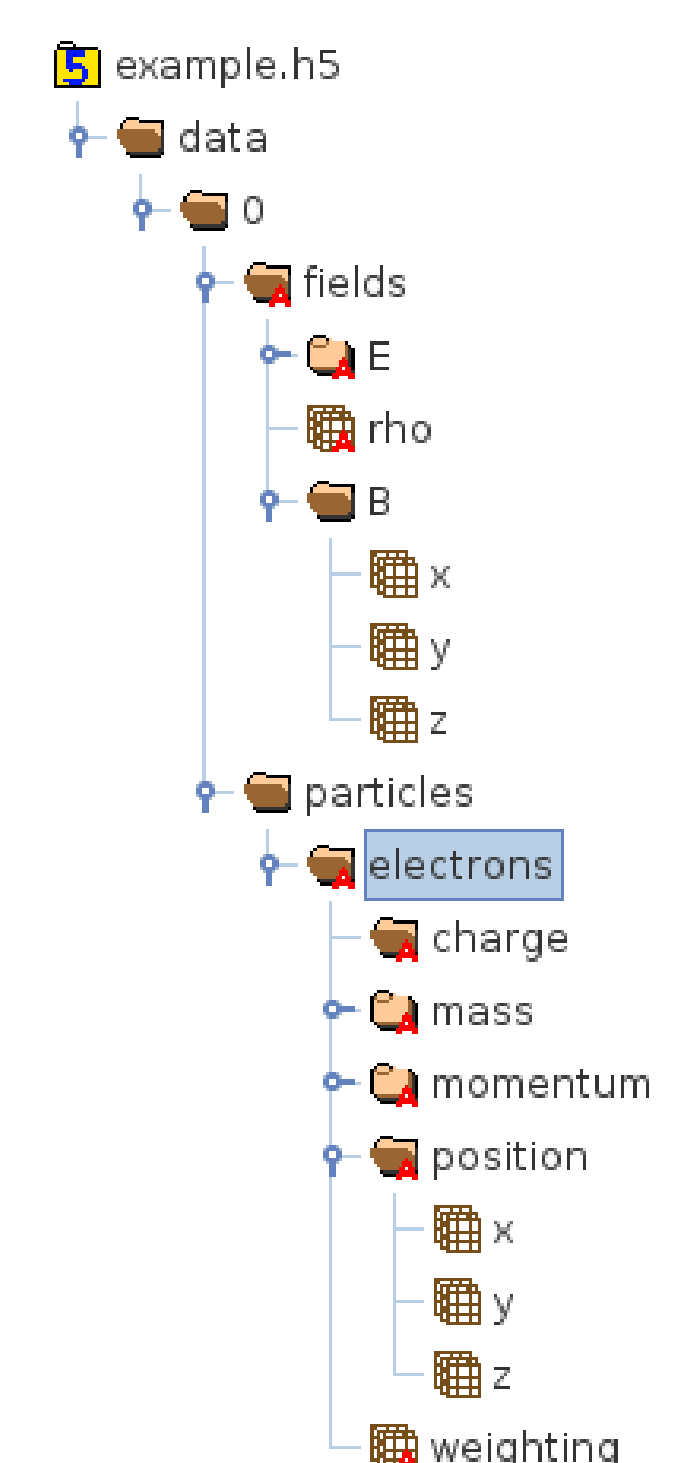 example.h5
data
0
fields
E
rho
B
x
y
z
particles
electrons
charge
mass
momentum
position
x
y
z
weighting